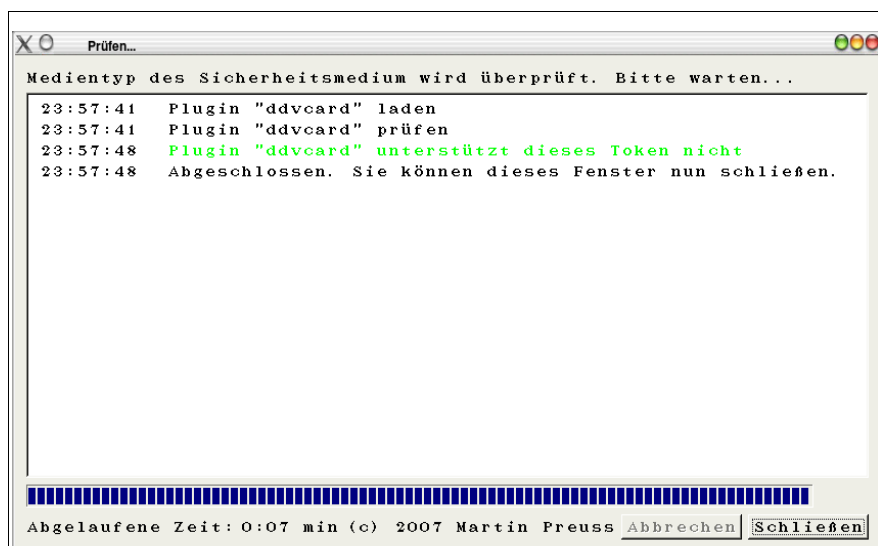 Prüfen...
Medientyp des Sicherheitsmedium wird überprüft. Bitte warten...
23:57:41 Plugin "ddvcard" laden
23:57:41 Plugin "ddvcard" prüfen
23:57:48 Plugin "ddvcard" unterstützt dieses Token nicht
23:57:48 Abgeschlossen. Sie können dieses Fenster nun schließen.
Abgelaufene Zeit: 0:07 min (c) 2007 Martin Preuss Abbrechen Schließen